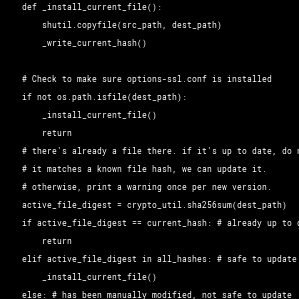 def _install_current_file():
shutil.copyfile(src_path, dest_path)
_write_current_hash()
# Check to make sure options-ssl.conf is installed
if not os.path.isfile(dest_path):
_install_current_file()
return
# there's already a file there. if it's up to date, do
# it matches a known file hash, we can update it.
# otherwise, print a warning once per new version.
active_file_digest = crypto_util.sha256sum(dest_path)
if active_file_digest == current_hash: # already up to
return
elif active_file_digest in all_hashes: # safe to update
_install_current_file()
else: # has been manually modified, not safe to update